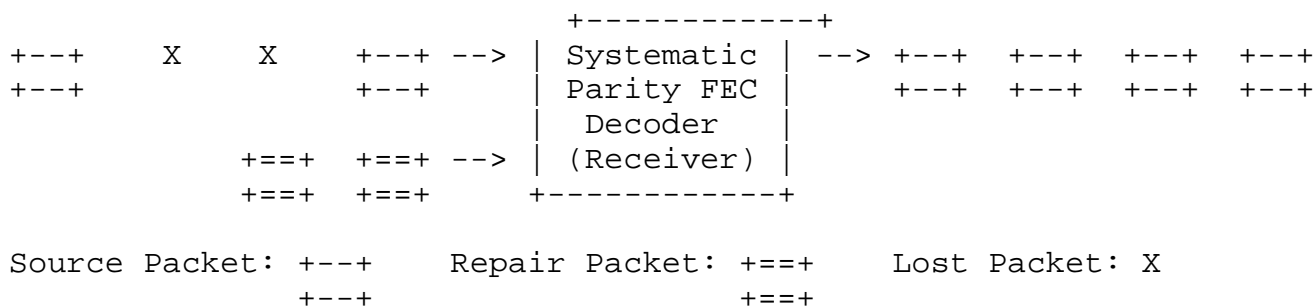 +------------+
+--+    X    X    +--+ --> | Systematic | --> +--+  +--+  +--+  +--+
+--+              +--+     | Parity FEC |     +--+  +--+  +--+  +--+
                           |  Decoder   |
            +==+  +==+ --> | (Receiver) |
            +==+  +==+     +------------+

Source Packet: +--+    Repair Packet: +==+    Lost Packet: X
               +--+                   +==+